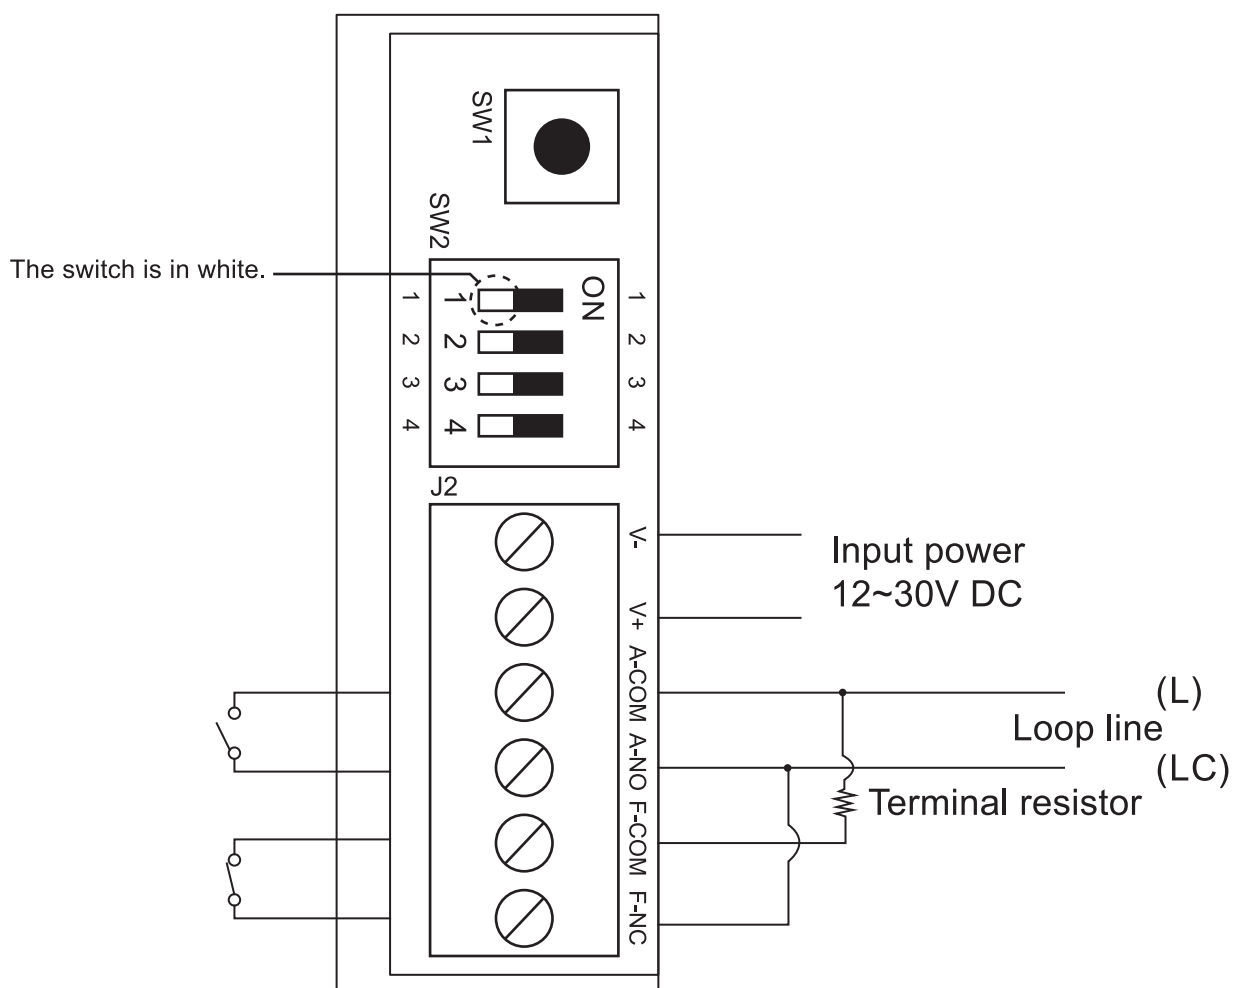 SW1
SW2
The switch is in white.
ON
1 1 1
2 2 2
3 3 3
4 4 4
J2
V-
Input power
12~30V DC
V+
A-COM
(L)
Loop line
A-NO
(LC)
Terminal resistor
F-COM
F-NC